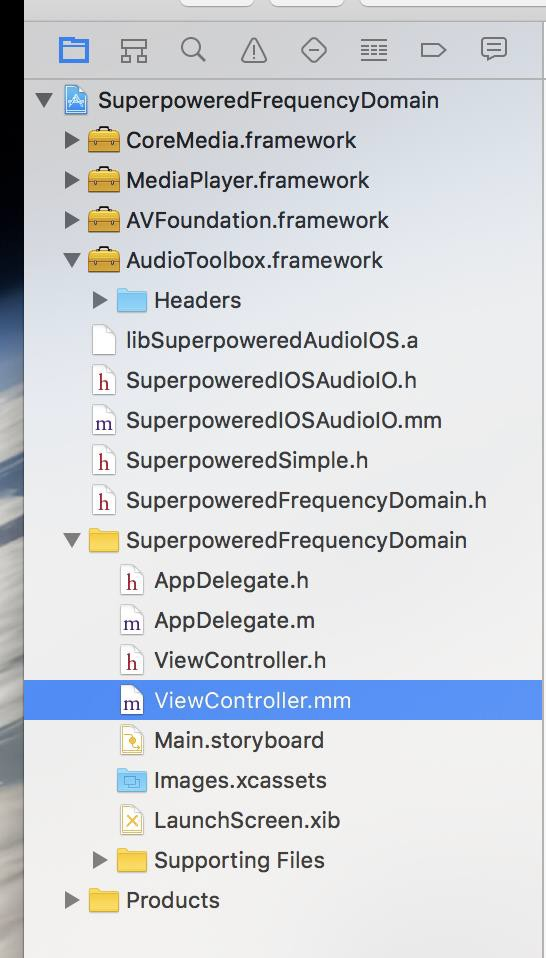 SuperpoweredFrequencyDomain
CoreMedia.framework
MediaPlayer.framework
AVFoundation.framework
AudioToolbox.framework
Headers
libSuperpoweredAudioIOS.a
SuperpoweredIOSAudioIO.h
SuperpoweredIOSAudioIO.mm
SuperpoweredSimple.h
SuperpoweredFrequencyDomain.h
SuperpoweredFrequencyDomain
AppDelegate.h
AppDelegate.m
ViewController.h
ViewController.mm
Main.storyboard
Images.xcassets
LaunchScreen.xib
Supporting Files
Products